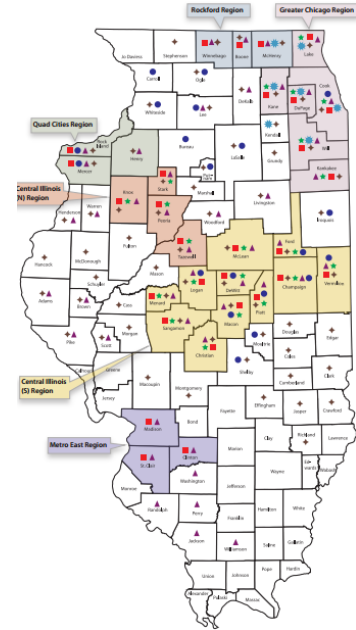 Rockford Region
Greater Chicago Region
Jo Daviess
Stephenson
Winnebago
Boone
McHenry
Lake
Carroll
Ogle
DeKalb
Kane
Cook
DuPage
Whiteside
Lee
Kendall
Will
Quad Cities Region
Rock
Island
Mercer
Henry
Bureau
LaSalle
Grundy
Kankakee
Putnam
Central Illinois
(N) Region
Knox
Stark
Marshall
Livingston
Peoria
Woodford
Iroquois
Henderson
Warren
Fulton
Tazewell
McLean
Ford
Hancock
McDonough
Mason
Logan
DeWitt
Champaign
Vermilion
Schuyler
Menard
Piatt
Adams
Brown
Cass
Sangamon
Macon
Morgan
Douglas
Edgar
Pike
Scott
Christian
Moultrie
Coles
Central Illinois
(S) Region
Greene
Shelby
Cumberland
Clark
Calhoun
Jersey
Macoupin
Montgomery
Effingham
Jasper
Crawford
Fayette
Metro East Region
Madison
Bond
Clay
Richland
Lawrence
St.Clair
Clinton
Marion
Ed-
wards
Wabash
Wayne
Monroe
Washington
Jefferson
Randolph
Perry
Hamilton
White
Franklin
Jackson
Williamson
Saline
Gallatin
Union
Johnson
Pope
Hardin
Alexander
Pulaski
Massac